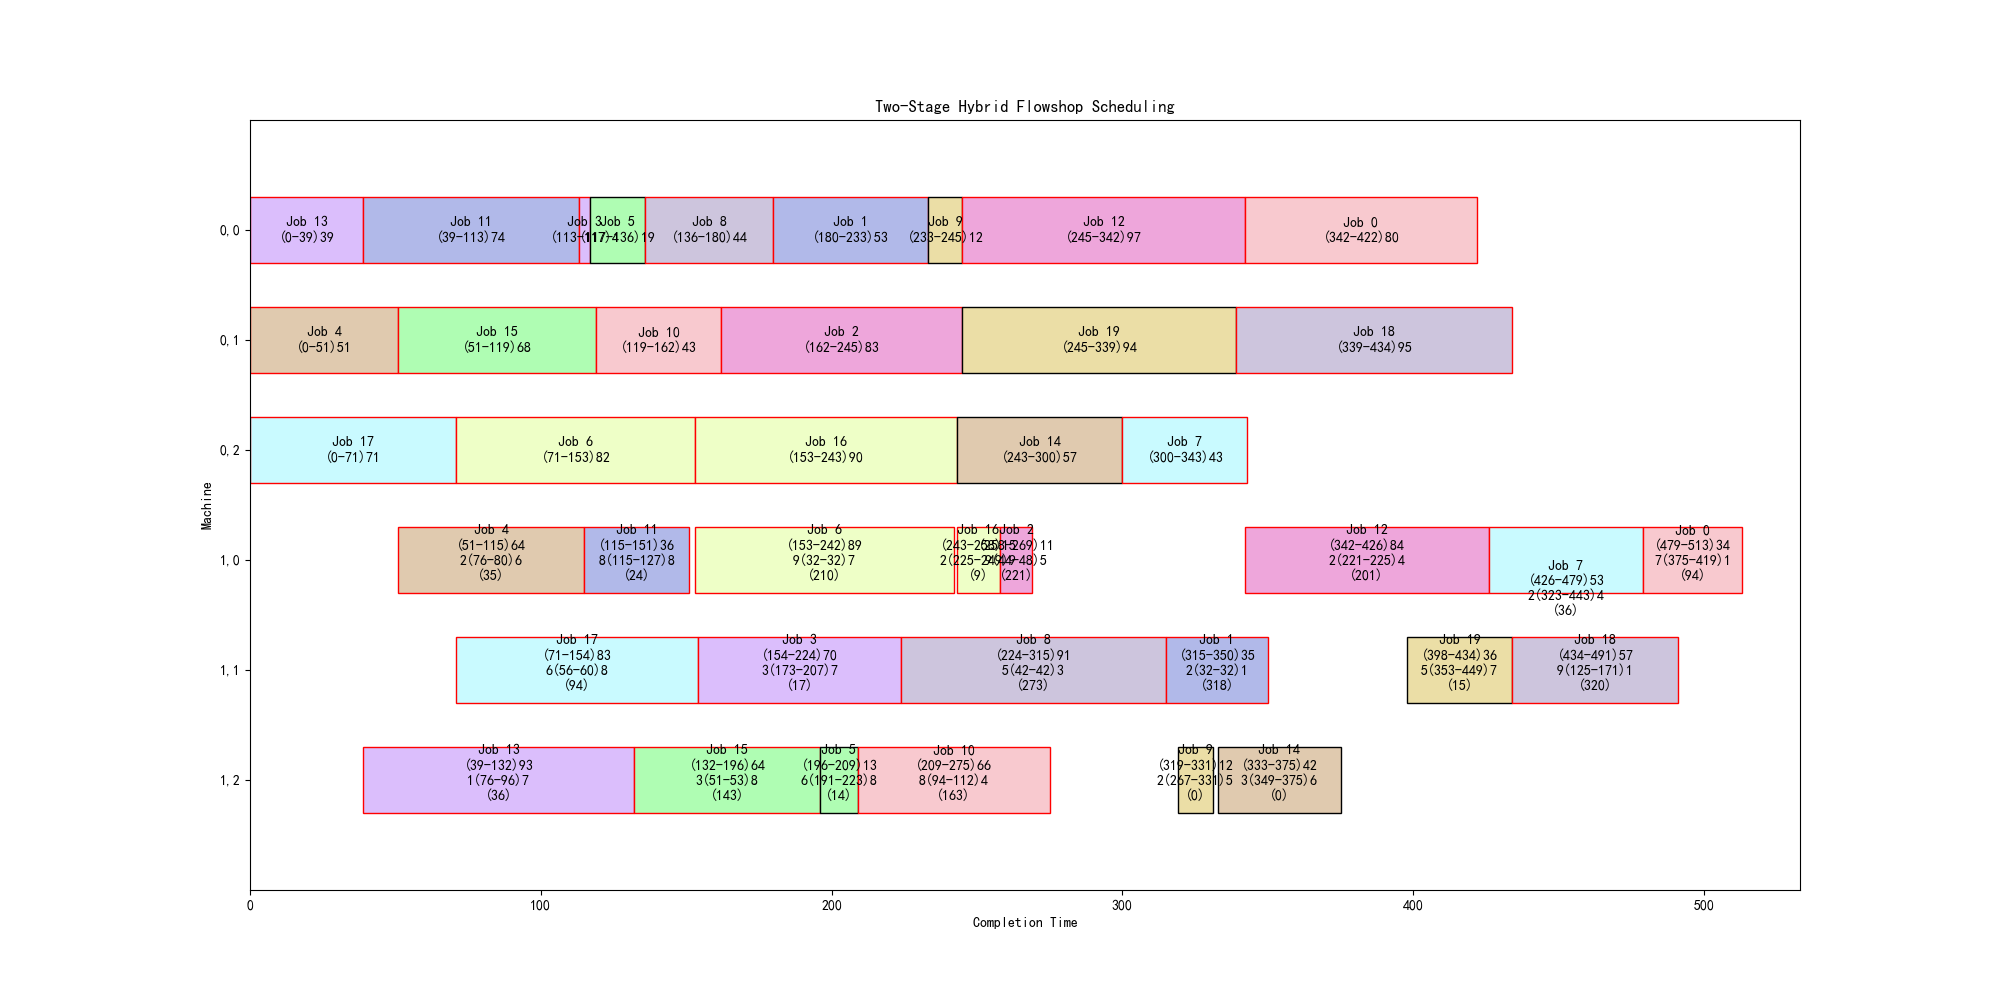 Two-Stage Hybrid Flowshop Scheduling
Machine
0,0
Job 13
(0-39)39
Job 11
(39-113)74
Job 3
Job 5
(117-136)19
Job 8
(136-180)44
Job 1
(180-233)53
Job 9
(233-245)12
Job 12
(245-342)97
Job 0
(342-422)80
0,1
Job 4
(0-51)51
Job 15
(51-119)68
Job 10
(119-162)43
Job 2
(162-245)83
Job 19
(245-339)94
Job 18
(339-434)95
0,2
Job 17
(0-71)71
Job 6
(71-153)82
Job 16
(153-243)90
Job 14
(243-300)57
Job 7
(300-343)43
1,0
Job 4
(51-115)64
2(76-80)6
(35)
Job 11
(115-151)36
8(115-127)8
(24)
Job 6
(153-242)89
9(32-32)7
(210)
Job 16
(9)
Job 2
(258-269)11
(221)
Job 12
(342-426)84
2(221-225)4
(201)
Job 7
(426-479)53
2(323-443)4
(36)
Job 0
(479-513)34
7(375-419)1
(94)
1,1
Job 17
(71-154)83
6(56-60)8
(94)
Job 3
(154-224)70
3(173-207)7
(17)
Job 8
(224-315)91
5(42-42)3
(273)
Job 1
(315-350)35
2(32-32)1
(318)
Job 19
(398-434)36
5(353-449)7
(15)
Job 18
(434-491)57
9(125-171)1
(320)
1,2
Job 13
(39-132)93
1(76-96)7
(36)
Job 15
(132-196)64
3(51-53)8
(143)
Job 5
(196-209)13
6(191-223)8
(14)
Job 10
(209-275)66
8(94-112)4
(163)
Job 9
(319-331)12
2(267-331)5
(0)
Job 14
(333-375)42
3(349-375)6
(0)
0
100
200
300
400
500
Completion Time